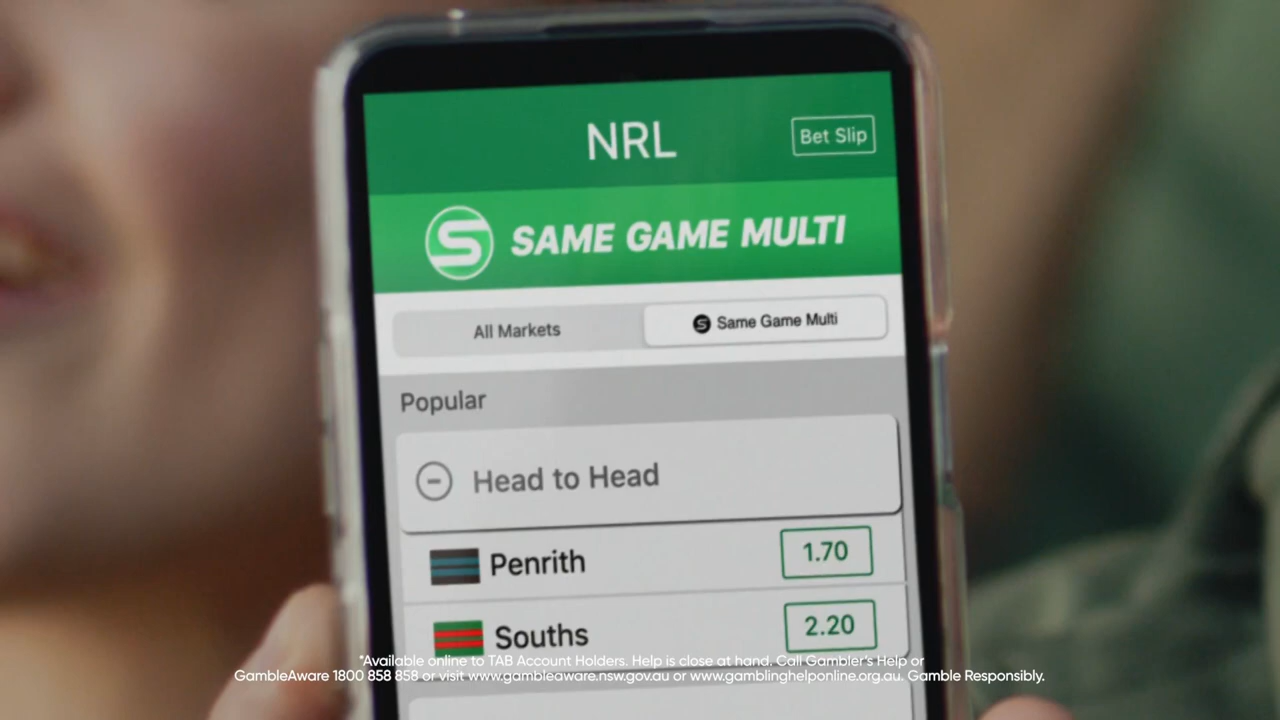 NRL
Bet Slip
S SAME GAME MULTI
All Markets
S Same Game Multi
Popular
Head to Head
Penrith
1.70
Souths
2.20
*Available online to TAB Account Holders. Help is close at hand. Call Gambler's Help or
GambleAware 1800 858 858 or visit www.gambleaware.nsw.gov.au or www.gamblinghelponline.org.au. Gamble Responsibly.